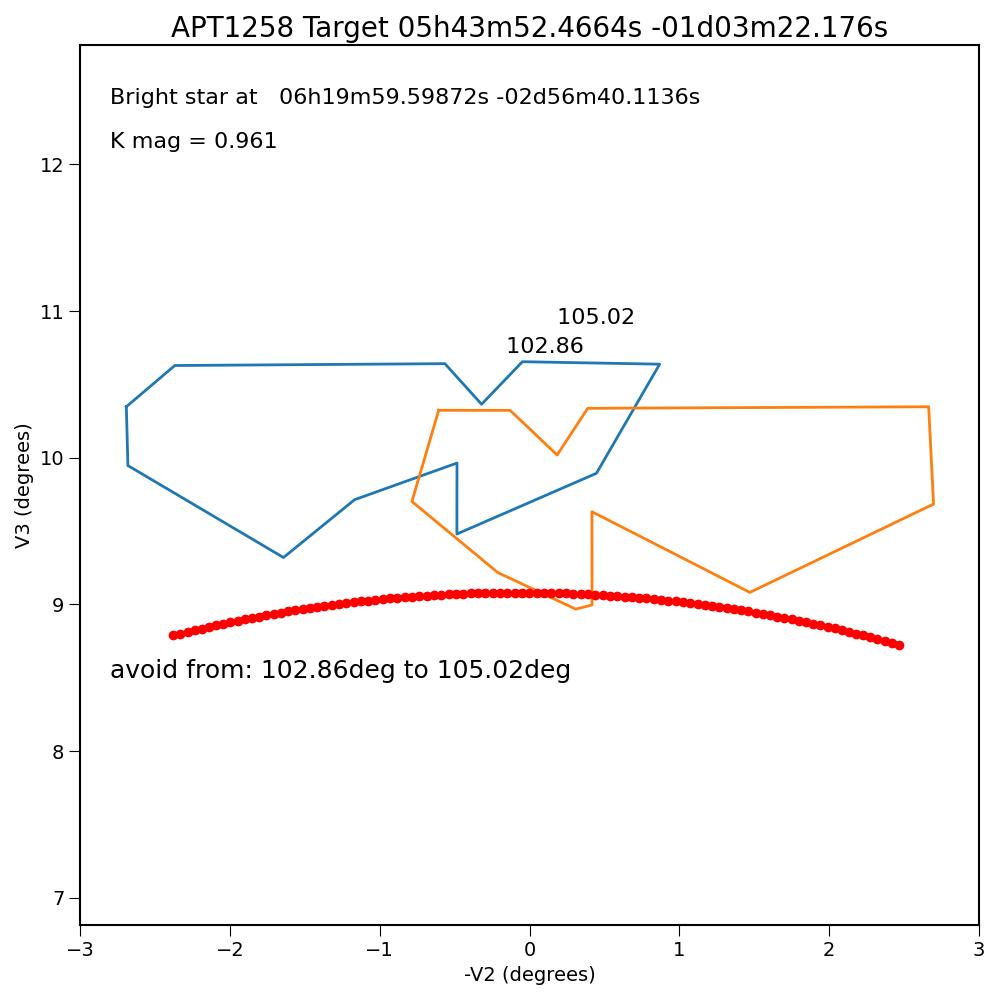 APT1258 Target 05h43m52.4664s -01d03m22.176s
Bright star at 06h19m59.59872s -02d56m40.1136s
K mag = 0.961
12
11
10
9
8
7
V3 (degrees)
105.02
102.86
avoid from: 102.86deg to 105.02deg
−3 −2 −1 0 1 2 3
-V2 (degrees)